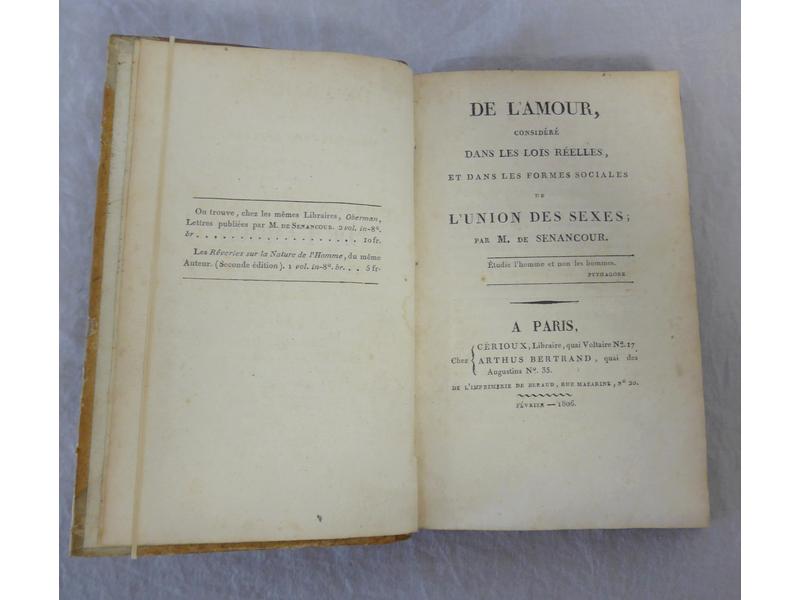 On trouve, chez les mêmes Libraires, Oberman,
Lettres publiées par M. DE SENANCOUR. 2 vol. in-8°.
br. . . . . . . . . . . . . . . . . . . . 10 fr.
Les Rêveries sur la Nature de l'Homme, du même
Auteur. (Seconde édition). 1 vol. in-8°. br. . . 5 fr.
DE L'AMOUR,
CONSIDÉRÉ
DANS LES LOIS RÉELLES,
ET DANS LES FORMES SOCIALES
DE
L'UNION DES SEXES;
PAR M. DE SENANCOUR.
Étudie l'homme et non les hommes.
PYTHAGORE
A PARIS,
Chez
CÉRIOUX, Libraire, quai Voltaire N°. 17
ARTHUS BERTRAND, quai des
Augustins N°. 35.
DE L'IMPRIMERIE DE BERAUD, RUE MAZARINE, N° 20.
FÉVRIER — 1806.